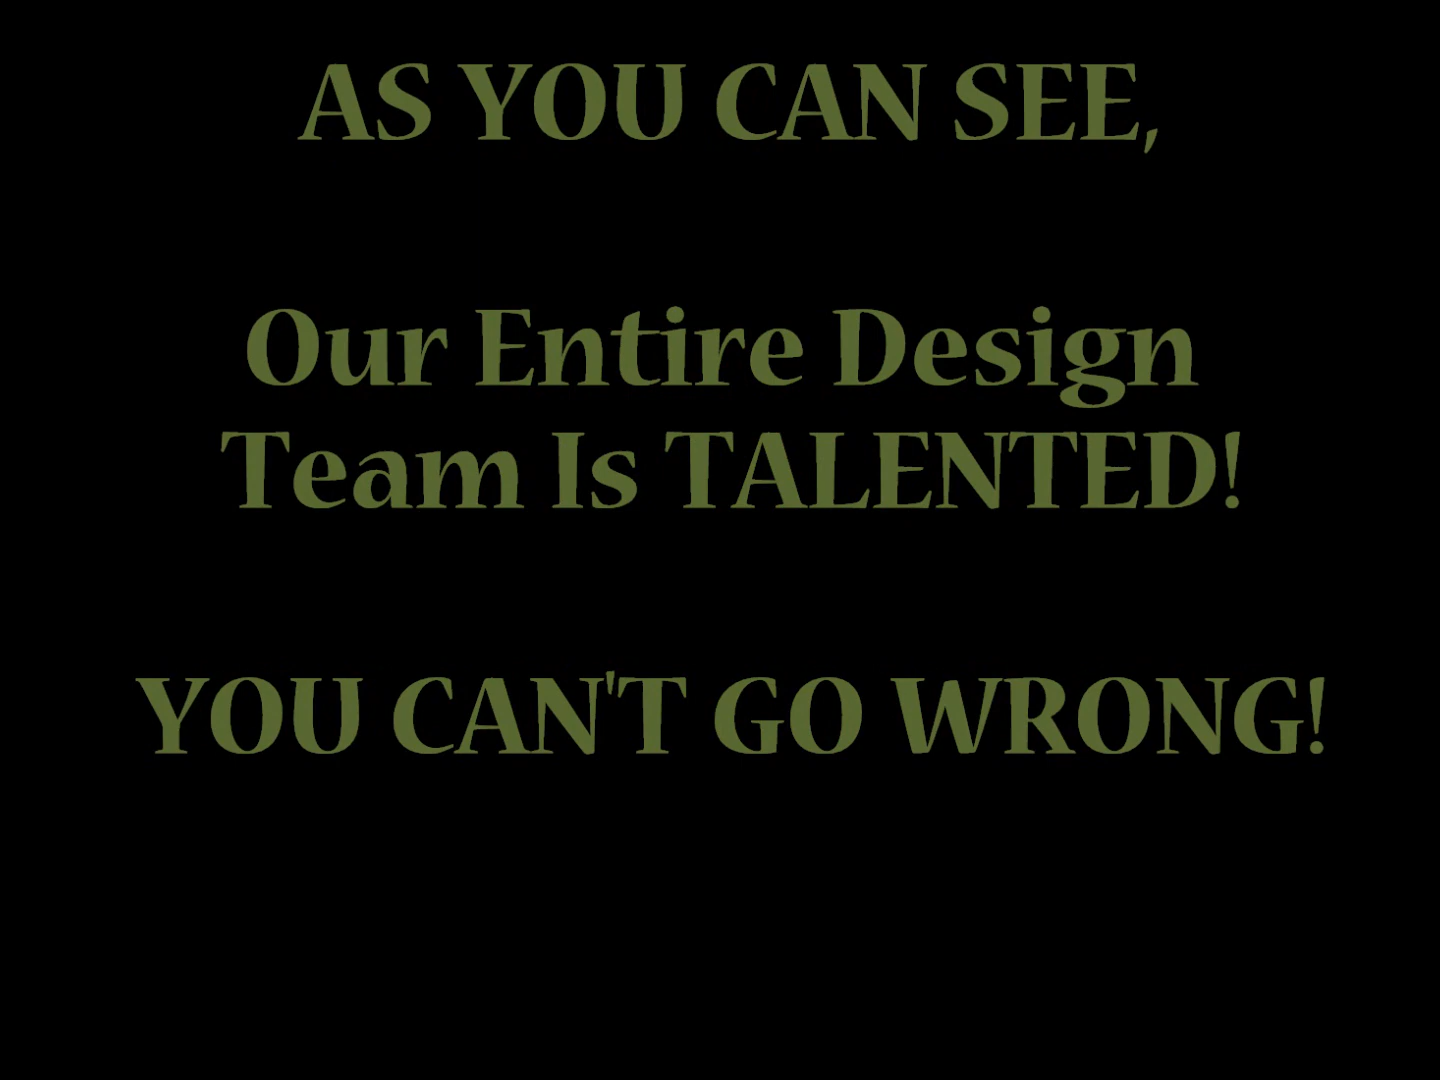 AS YOU CAN SEE,
Our Entire Design
Team Is TALENTED!
YOU CAN'T GO WRONG!